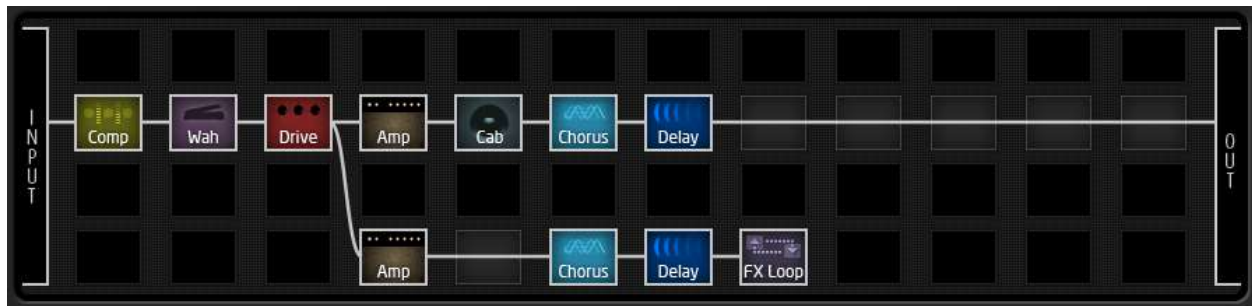 INPUT
Comp
Wah
Drive
Amp
Cab
Chorus
Delay
OUT
Amp
Chorus
Delay
FX Loop